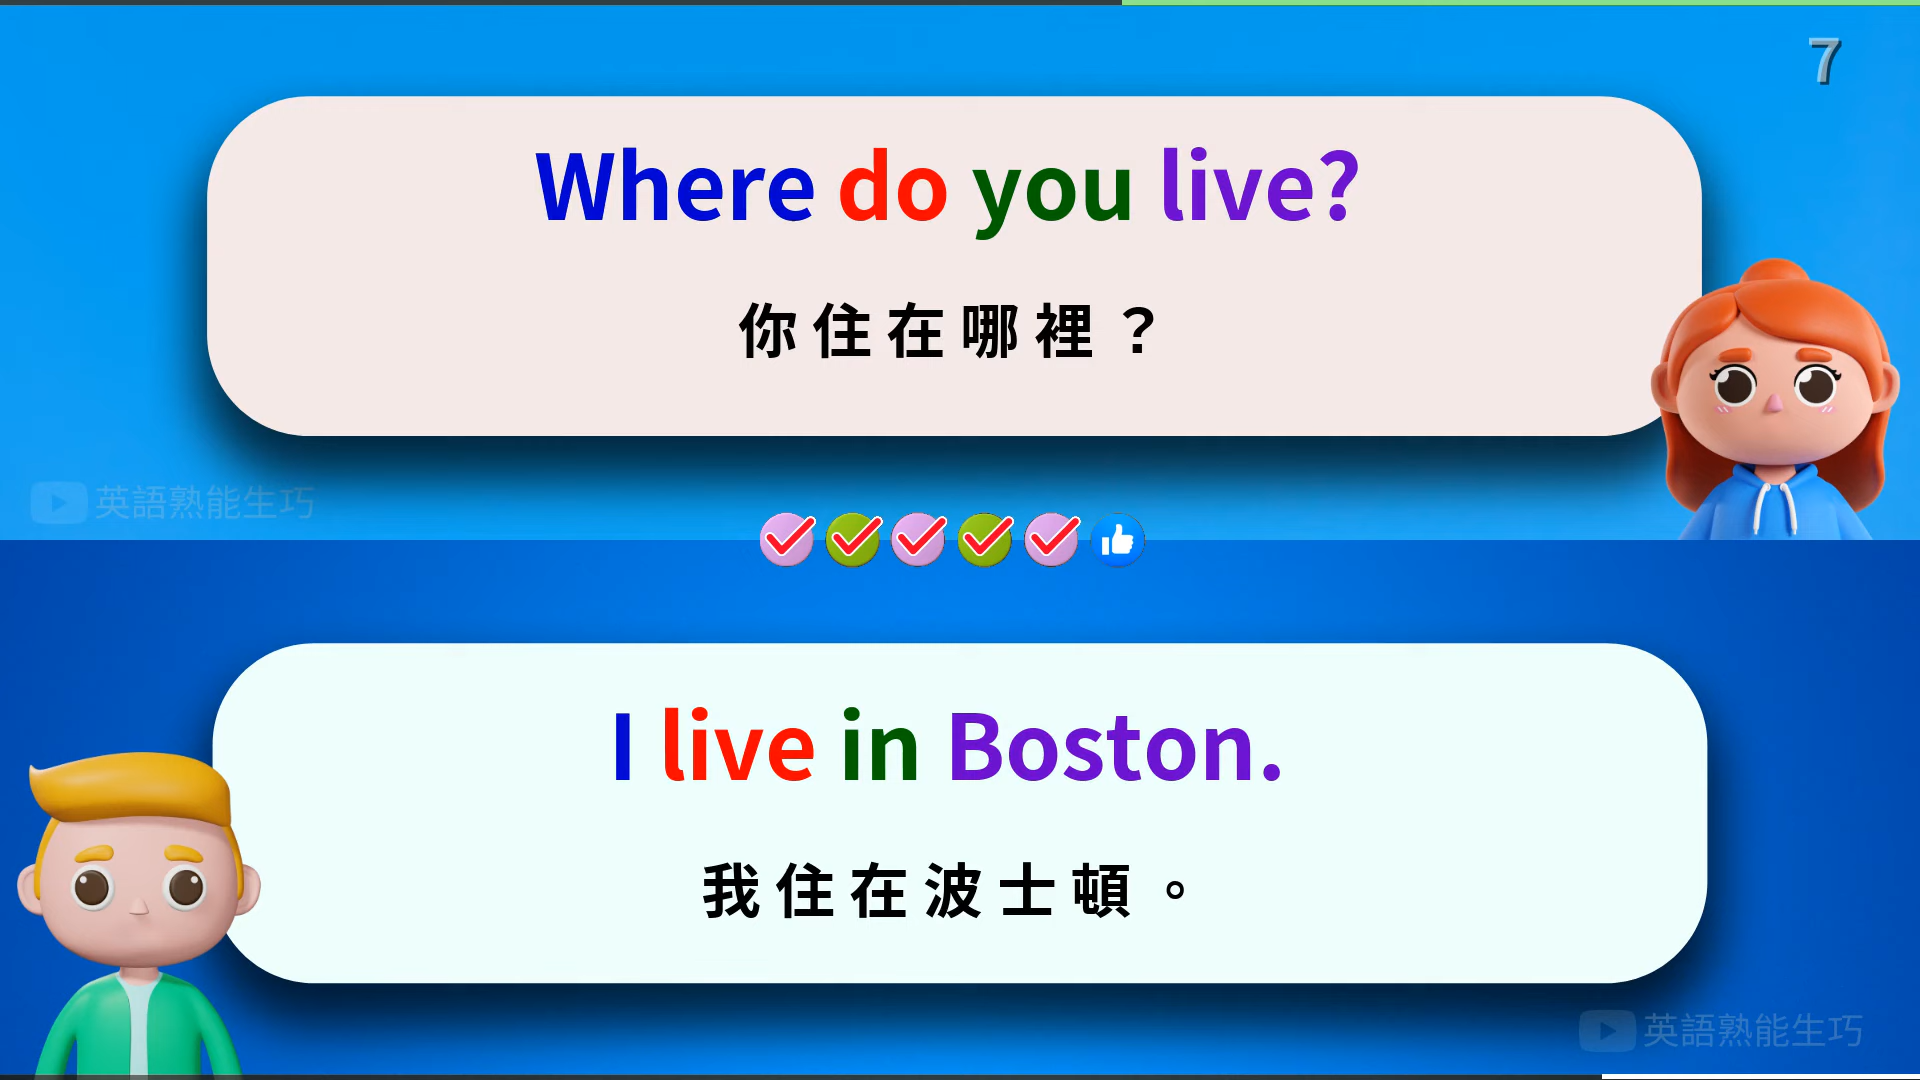 7
Where do you live?
你住在哪裡？
英語熟能生巧
I live in Boston.
我住在波士頓。
英語熟能生巧